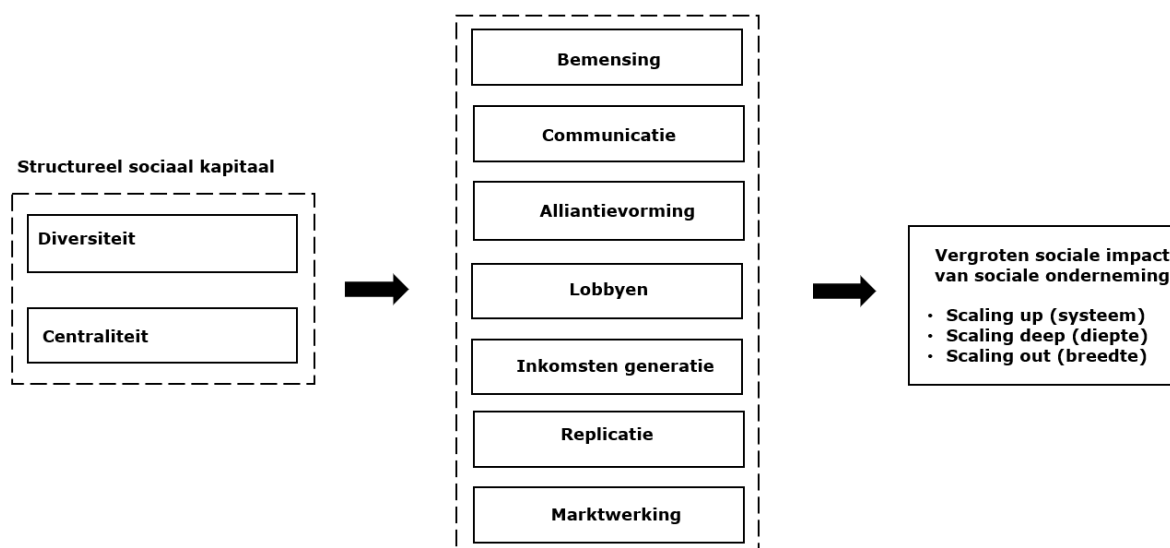 Structureel sociaal kapitaal
Diversiteit
Centraliteit
Bemensing
Communicatie
Alliantievorming
Lobbyen
Inkomsten generatie
Replicatie
Marktwerking
Vergroten sociale impact
van sociale onderneming
• Scaling up (systeem)
• Scaling deep (diepte)
• Scaling out (breedte)